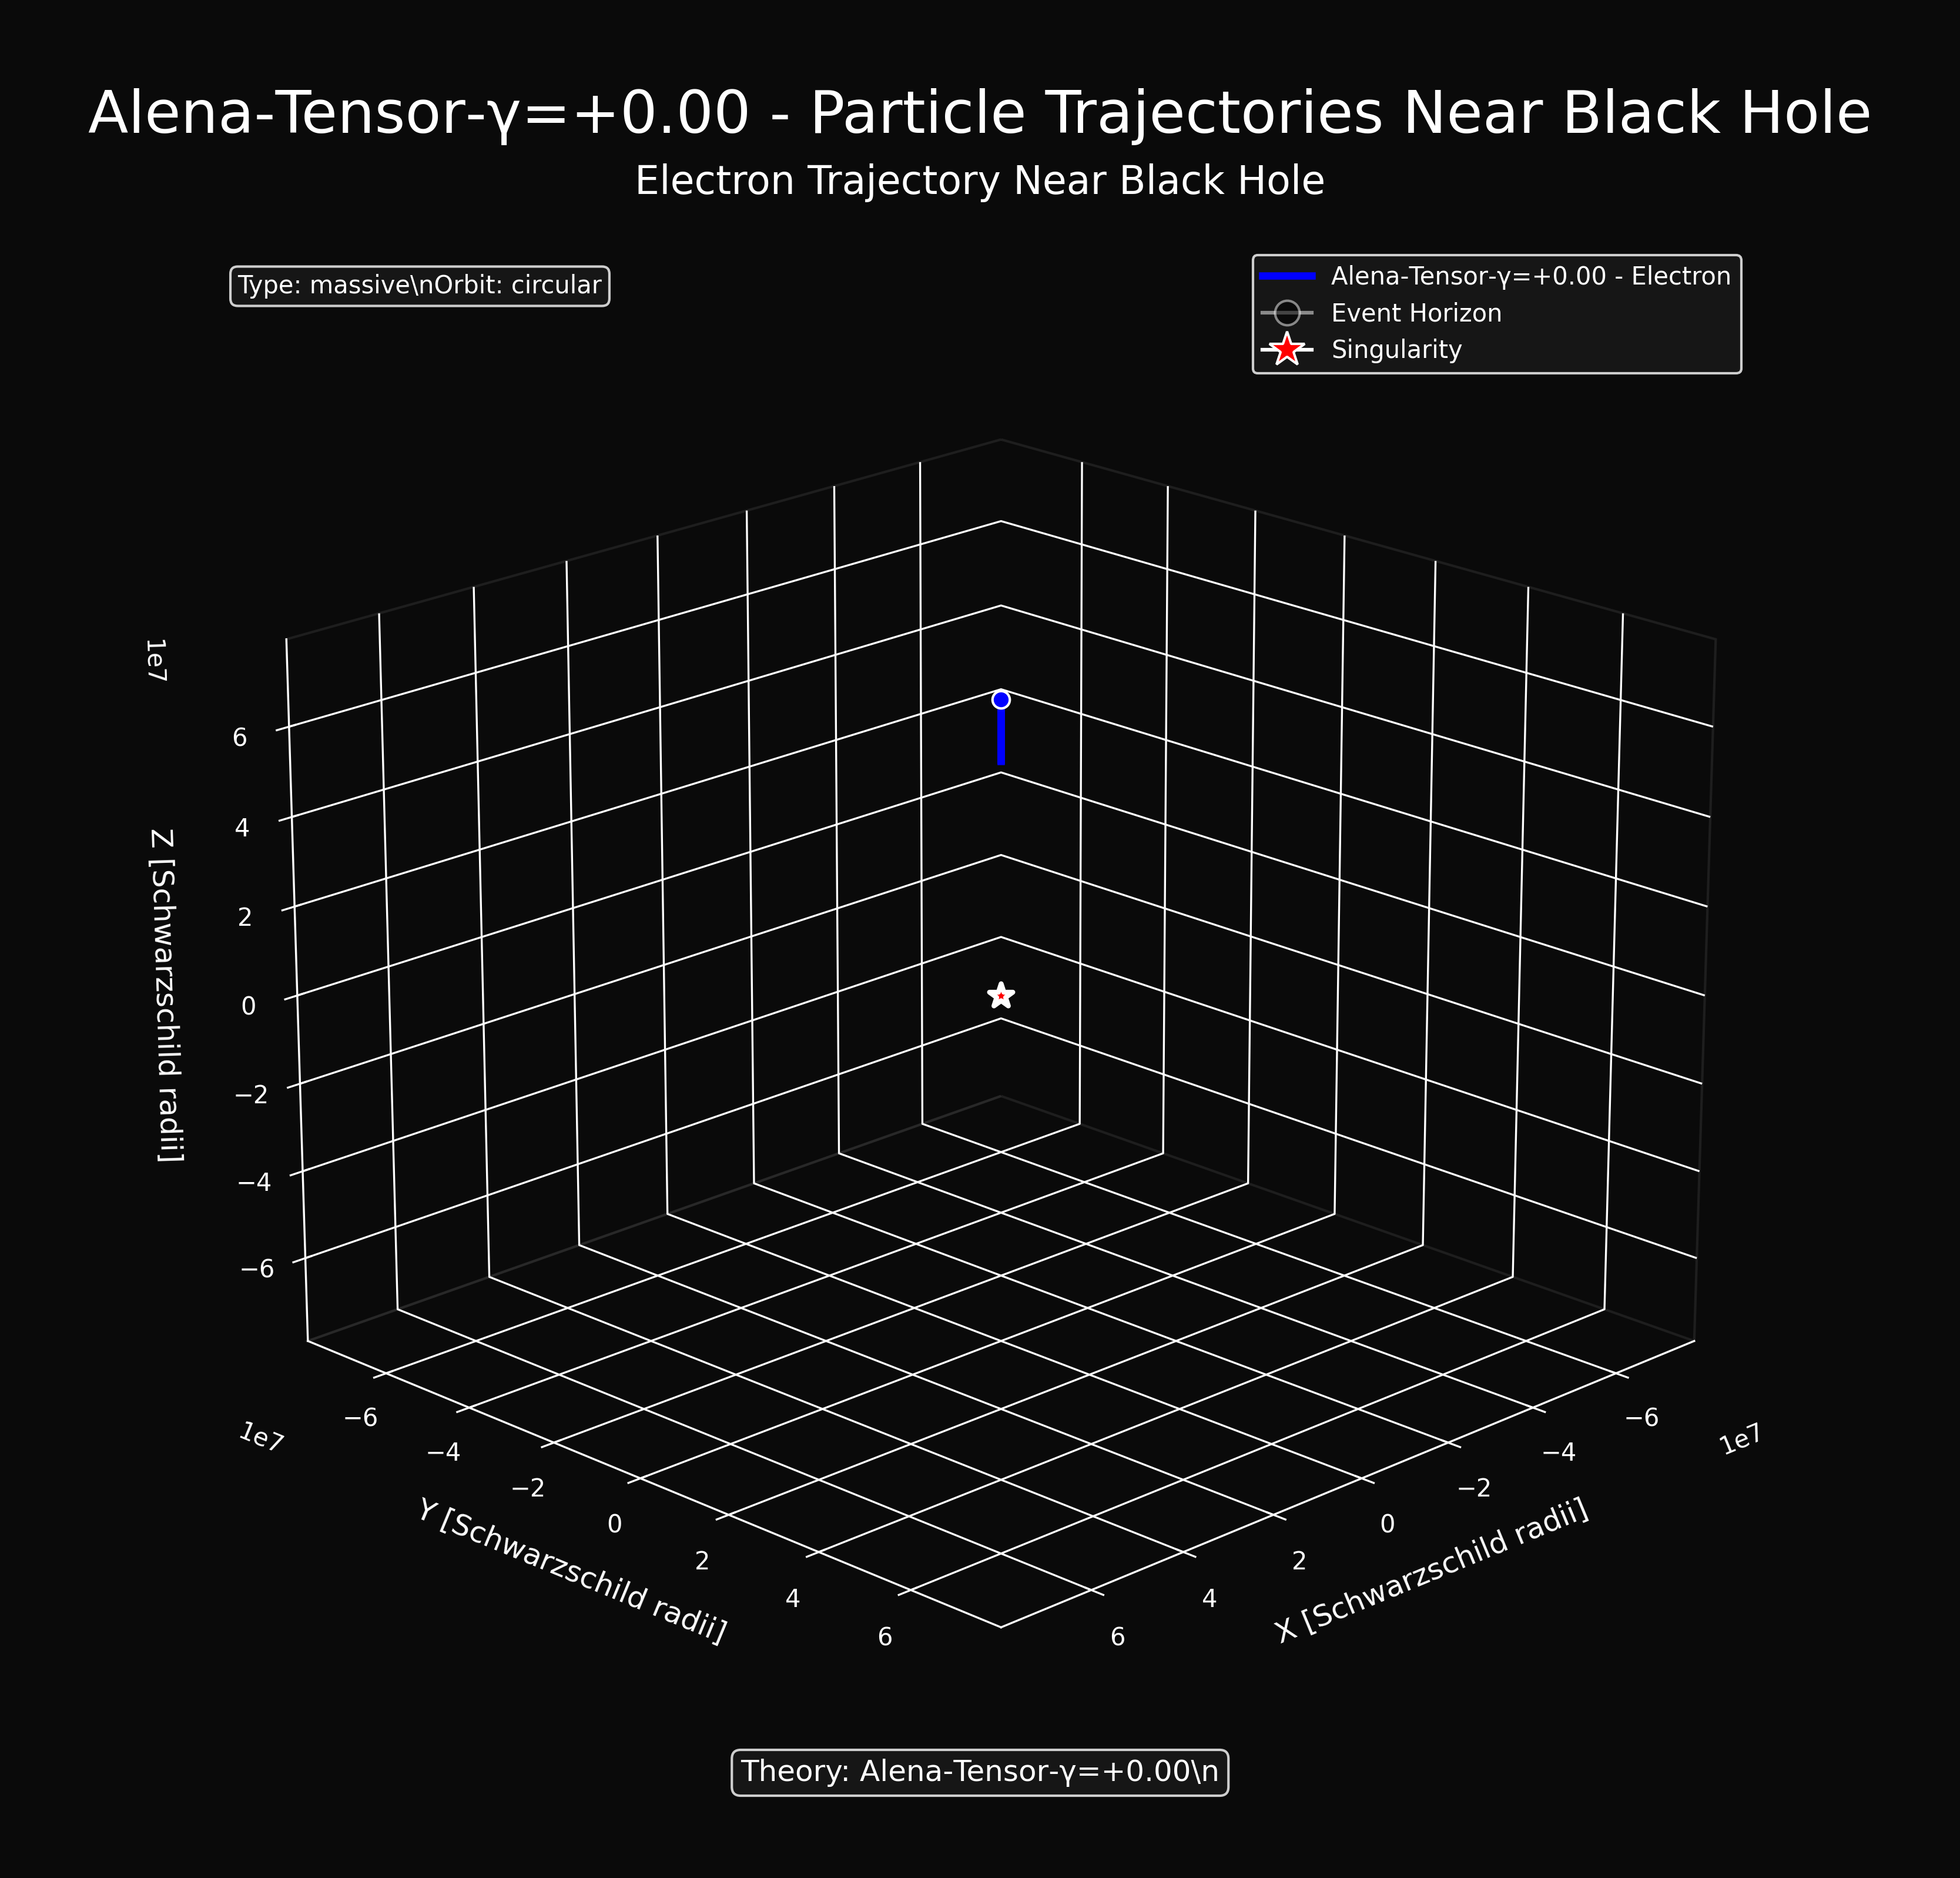 Alena-Tensor-γ=+0.00 - Particle Trajectories Near Black Hole
Electron Trajectory Near Black Hole
Type: massive\nOrbit: circular
Alena-Tensor-γ=+0.00 - Electron
Event Horizon
Singularity
1e7
6
4
2
0
−2
−4
−6
Z [Schwarzschild radii]
1e7
−6
−4
−2
0
2
4
6
Y [Schwarzschild radii]
1e7
−6
−4
−2
0
2
4
6
X [Schwarzschild radii]
Theory: Alena-Tensor-γ=+0.00\n